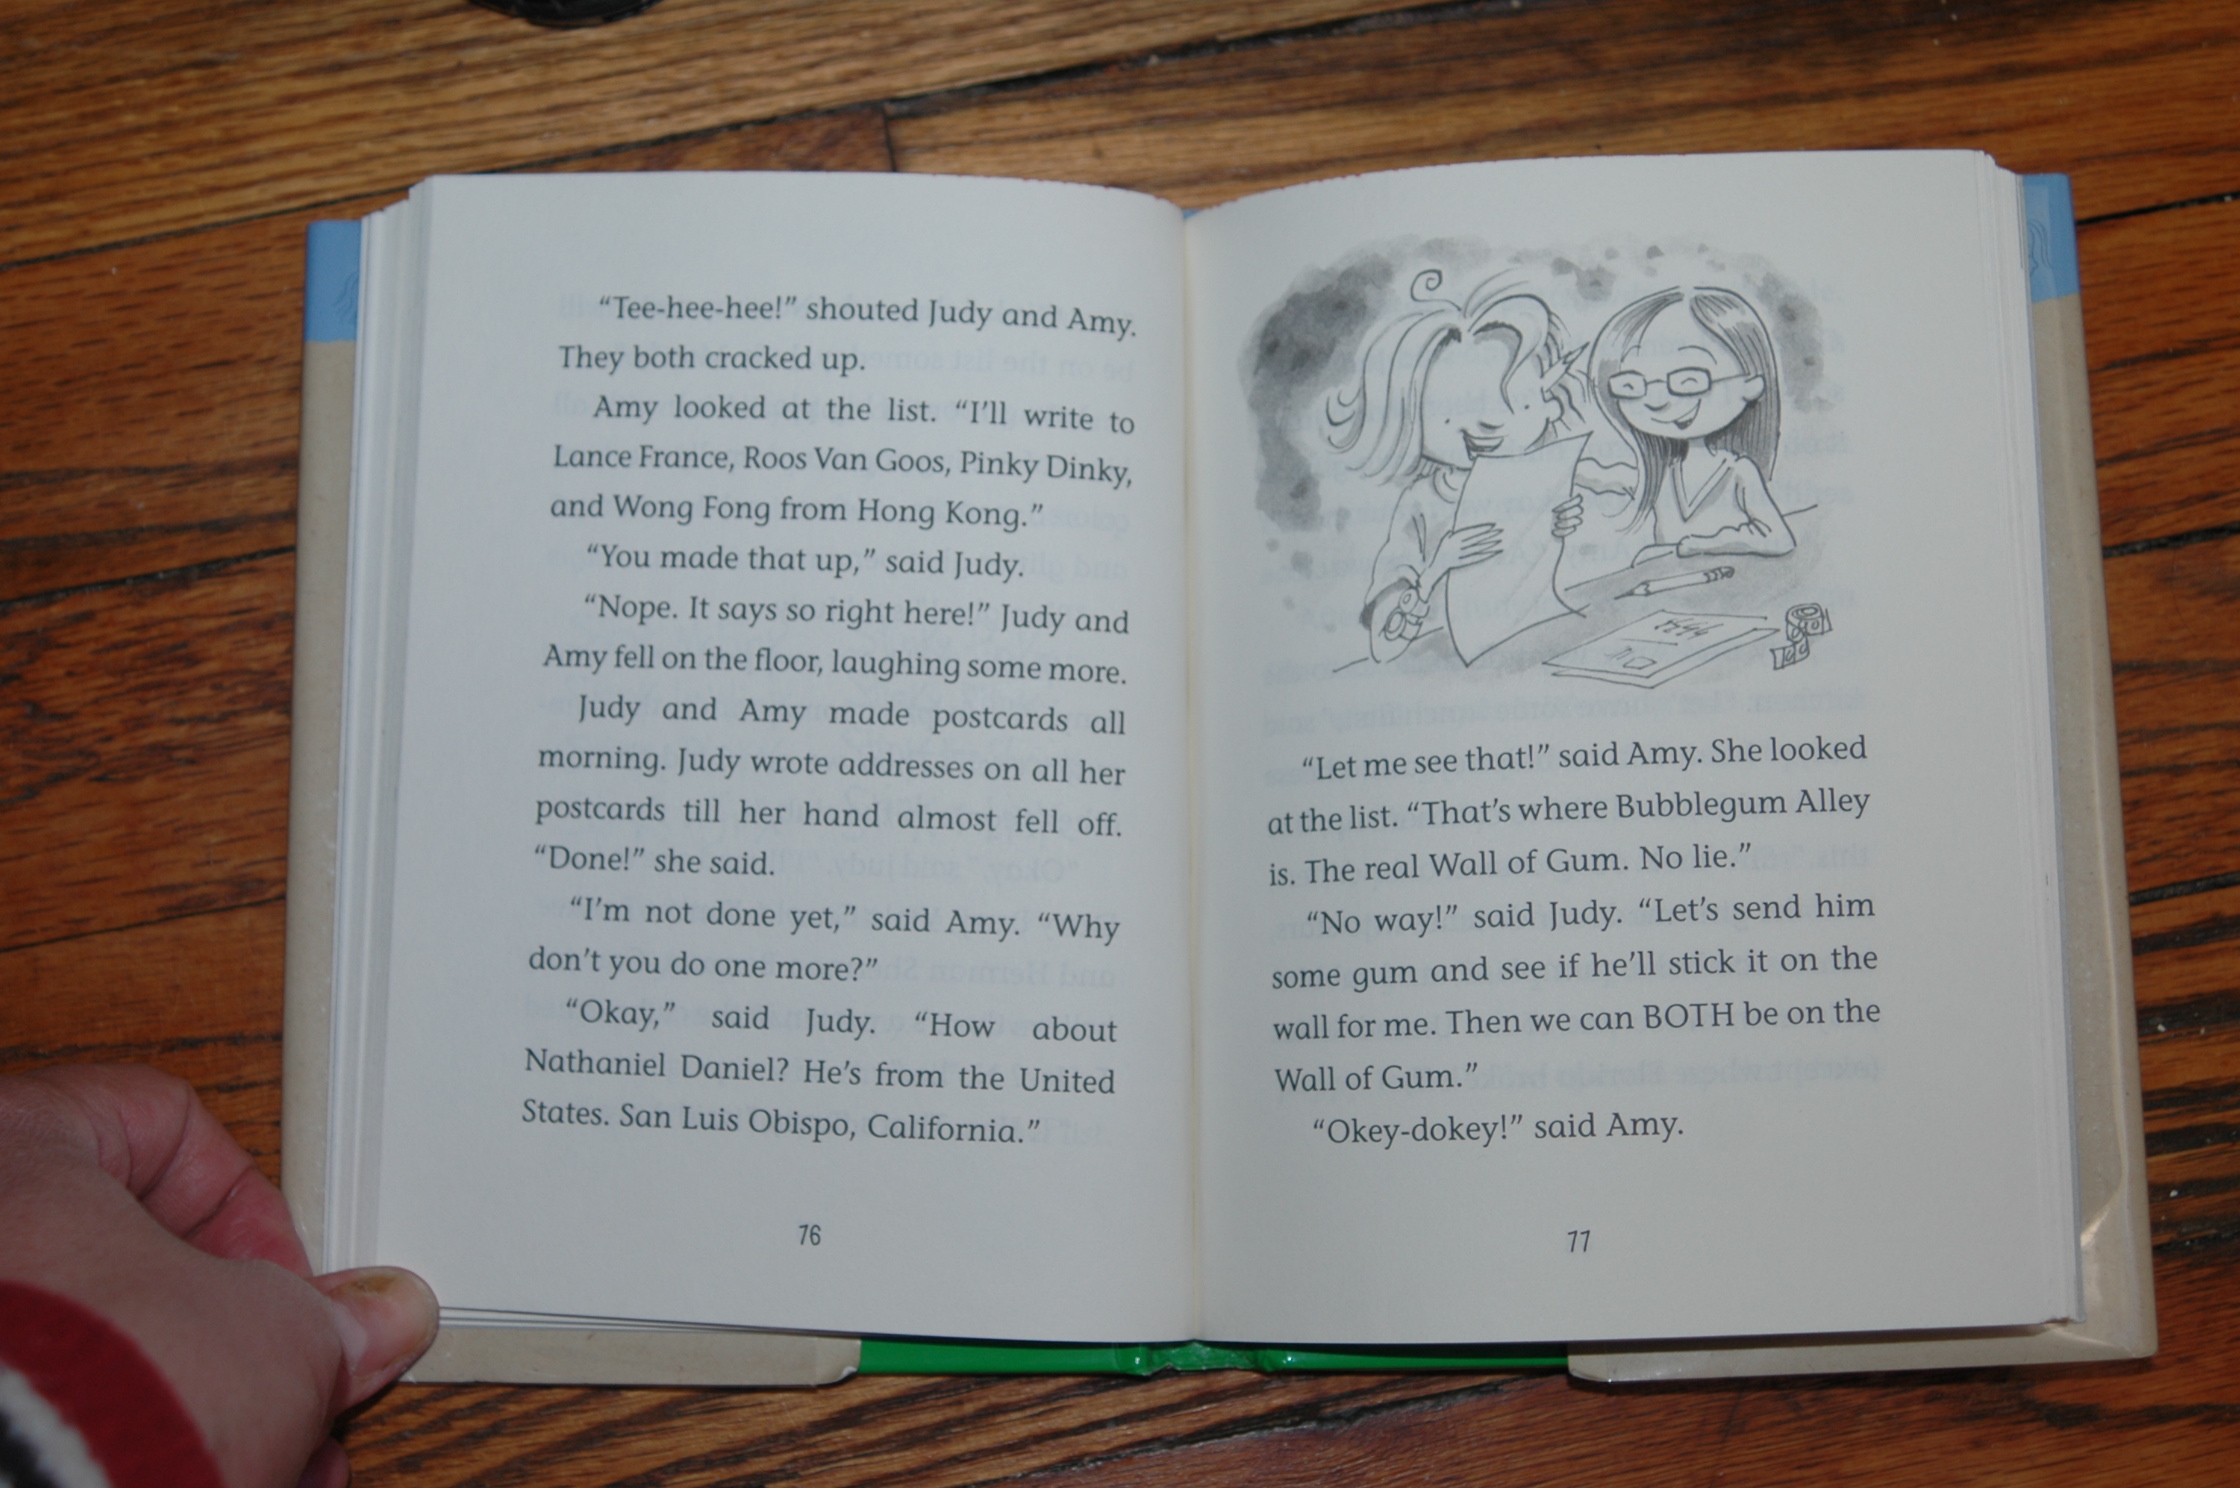 “Tee-hee-hee!” shouted Judy and Amy.
They both cracked up.
Amy looked at the list. “I’ll write to
Lance France, Roos Van Goos, Pinky Dinky,
and Wong Fong from Hong Kong.”
“You made that up,” said Judy.
“Nope. It says so right here!” Judy and
Amy fell on the floor, laughing some more.
Judy and Amy made postcards all
morning. Judy wrote addresses on all her
postcards till her hand almost fell off.
“Done!” she said.
“I’m not done yet,” said Amy. “Why
don’t you do one more?”
“Okay,” said Judy. “How about
Nathaniel Daniel? He’s from the United
States. San Luis Obispo, California.”
76
“Let me see that!” said Amy. She looked
at the list. “That’s where Bubblegum Alley
is. The real Wall of Gum. No lie.”
“No way!” said Judy. “Let’s send him
some gum and see if he’ll stick it on the
wall for me. Then we can BOTH be on the
Wall of Gum.”
“Okey-dokey!” said Amy.
77